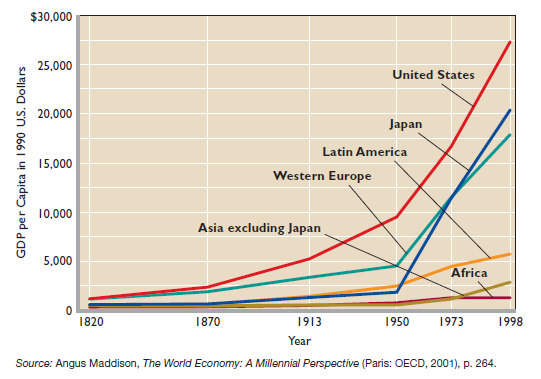 $30,000
25,000
20,000
15,000
10,000
5,000
0
GDP per Capita in 1990 U.S. Dollars
United States
Japan
Latin America
Western Europe
Asia excluding Japan
Africa
1820 1870 1913 1950 1973 1998
Year
Source: Angus Maddison, The World Economy: A Millennial Perspective (Paris: OECD, 2001), p. 264.